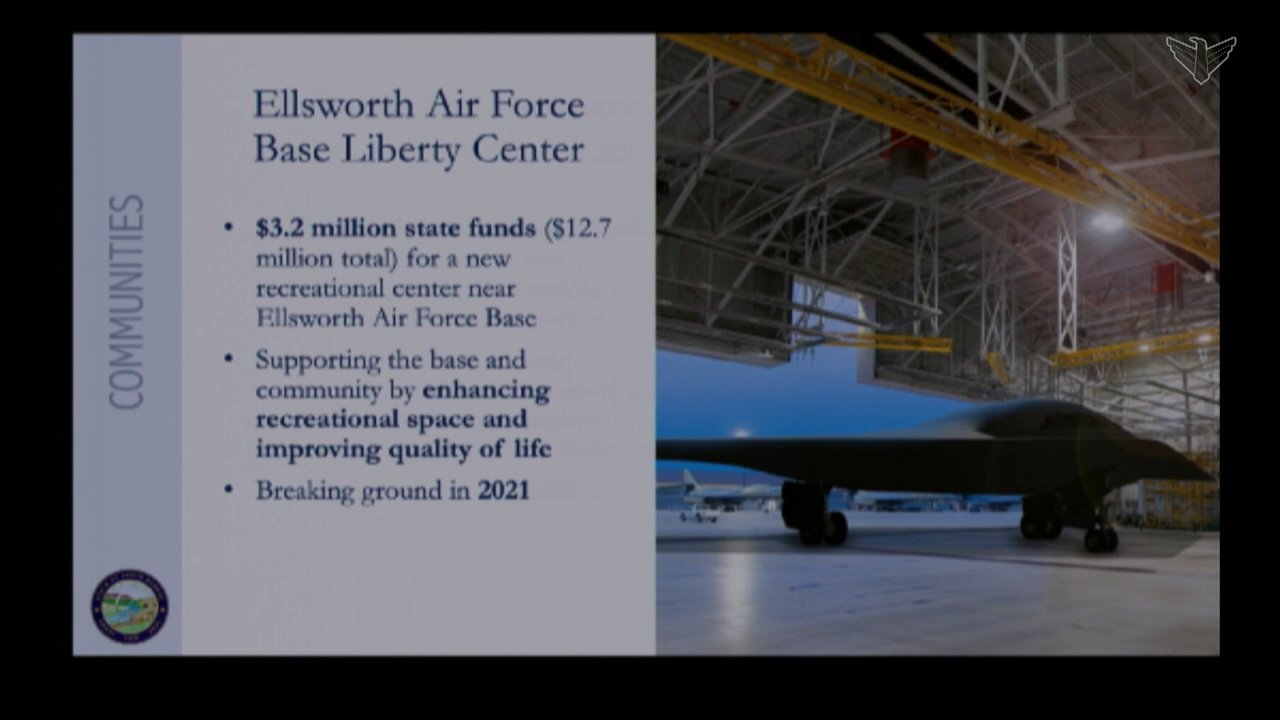 Ellsworth Air Force
Base Liberty Center
COMMUNITIES
• $3.2 million state funds ($12.7
million total) for a new
recreational center near
Ellsworth Air Force Base
• Supporting the base and
community by enhancing
recreational space and
improving quality of life
• Breaking ground in 2021